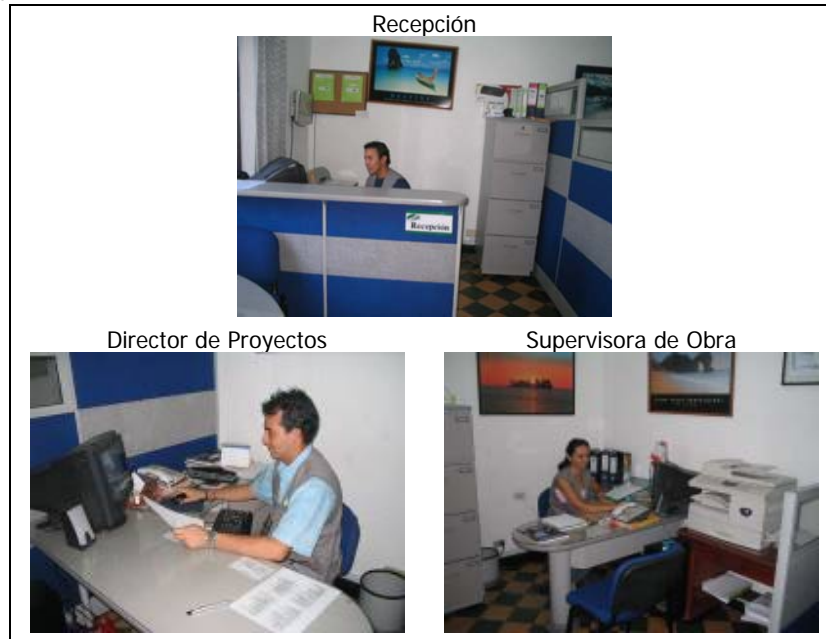 Recepción
Recepción
Director de Proyectos
Supervisora de Obra